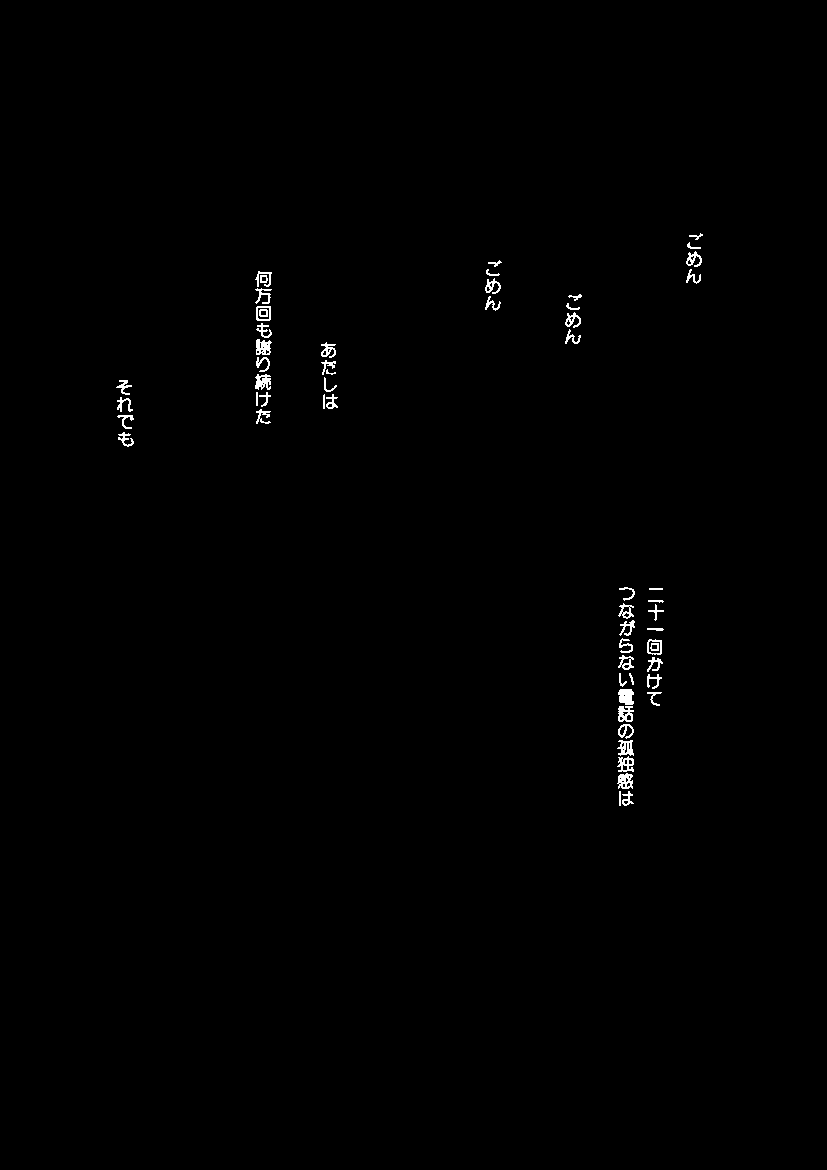 ごめん
二十一回かけて
つながらない電話の孤独感は
ごめん
ごめん
あだしは
何万回も謝り続けた
それでも